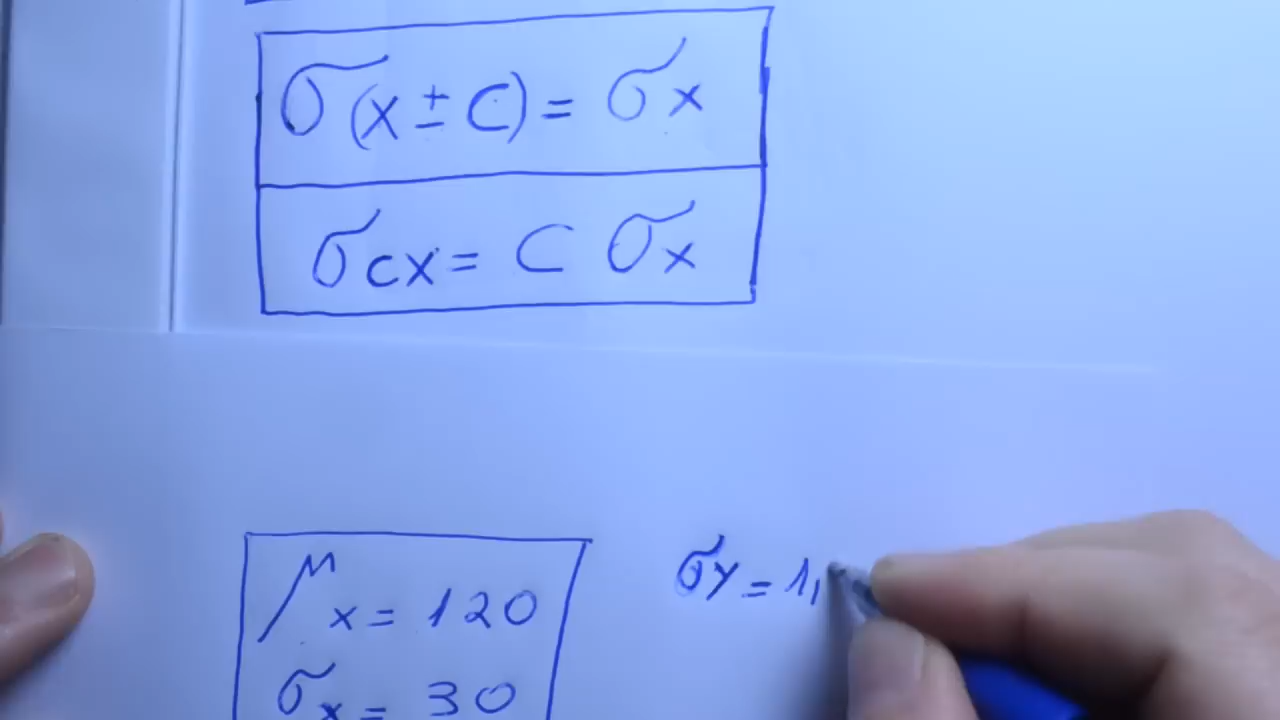 σ(x ± C) = σx
σcx = C σx
μx = 120
σx = 30
σy = 1,